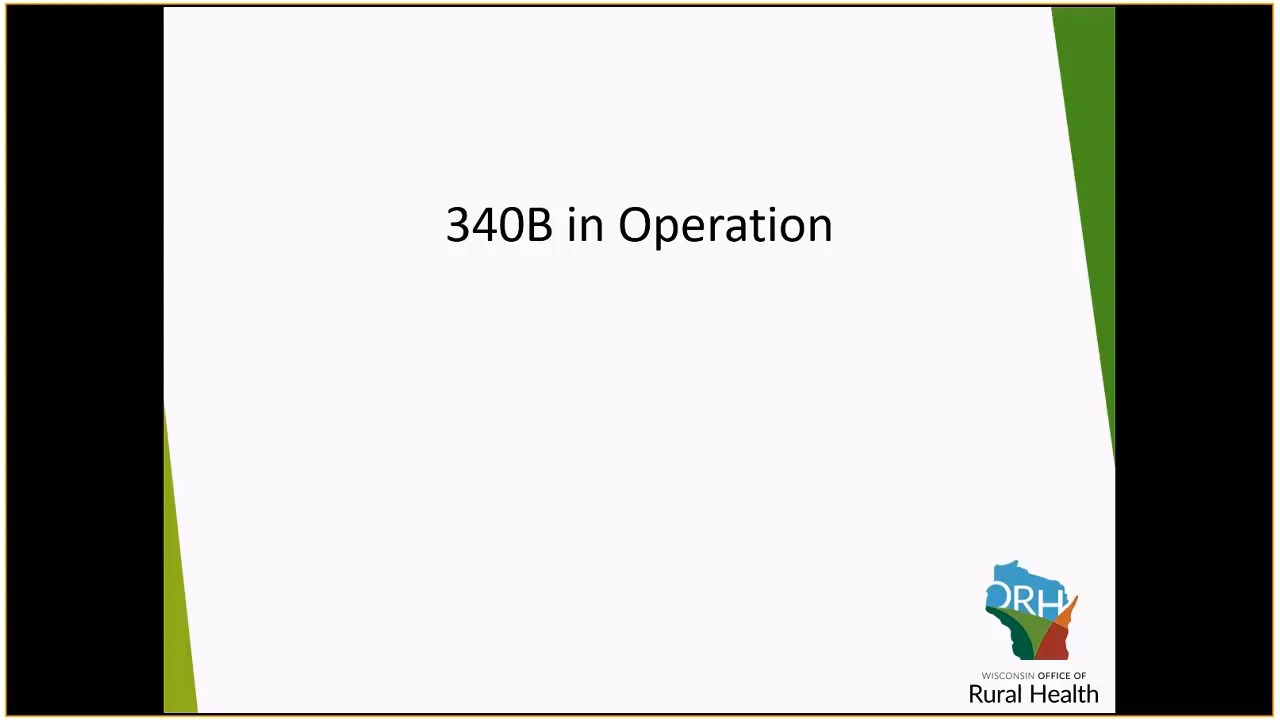 340B in Operation
ORH
WISCONSIN OFFICE OF
Rural Health